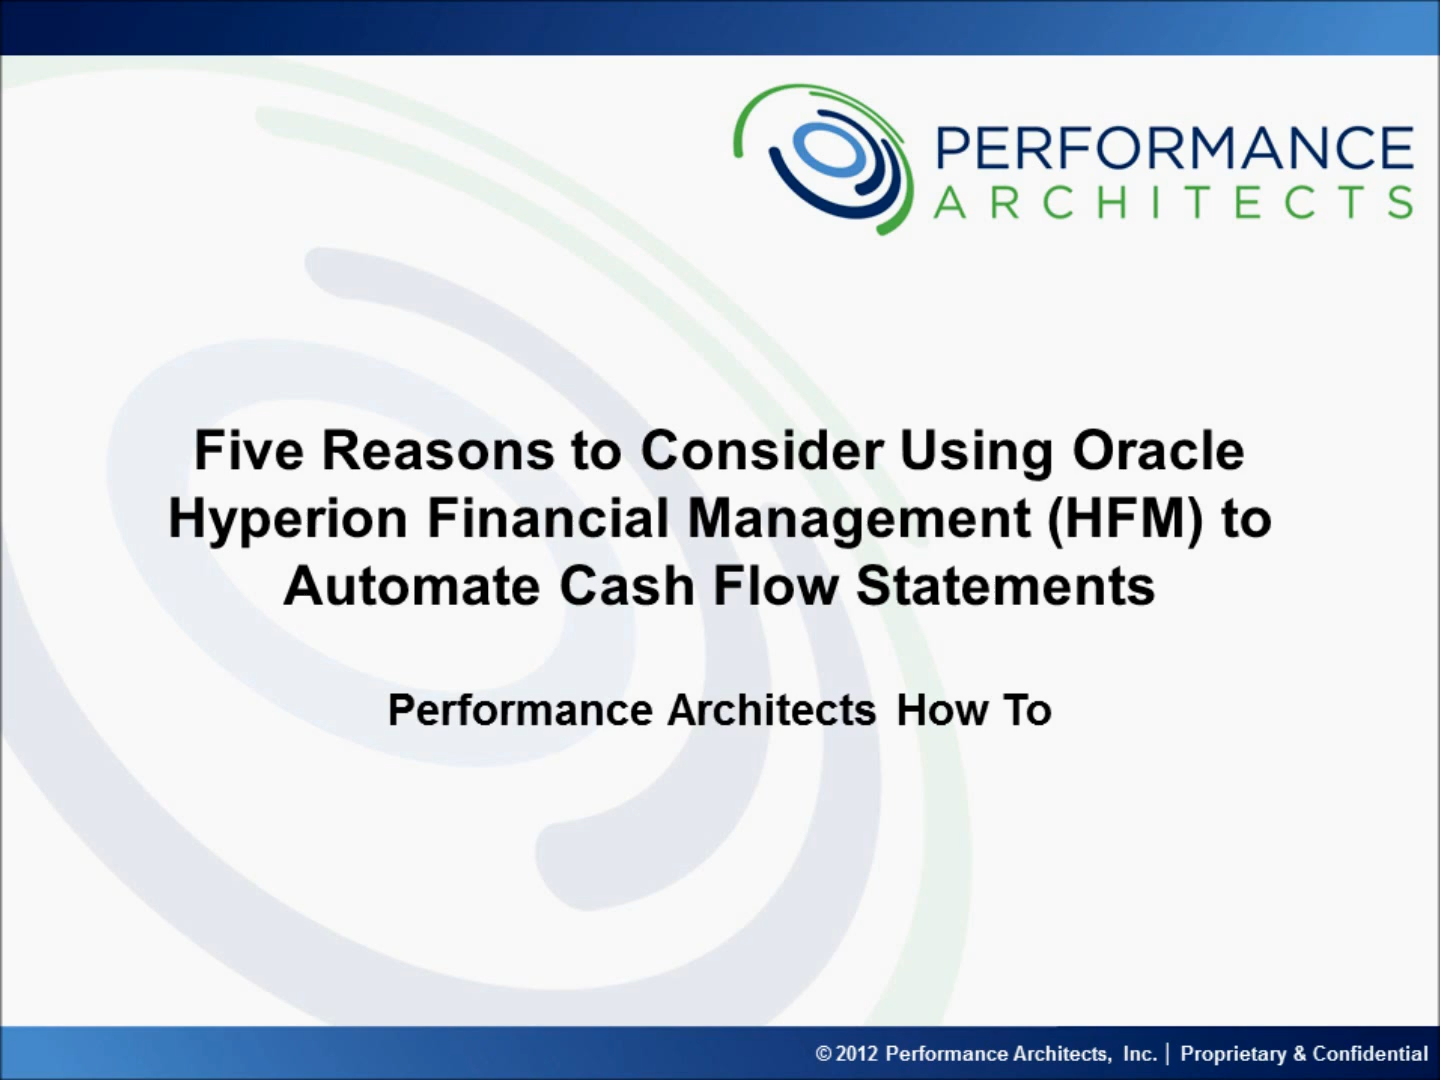 PERFORMANCE
ARCHITECTS
Five Reasons to Consider Using Oracle
Hyperion Financial Management (HFM) to
Automate Cash Flow Statements
Performance Architects How To
© 2012 Performance Architects, Inc. | Proprietary & Confidential